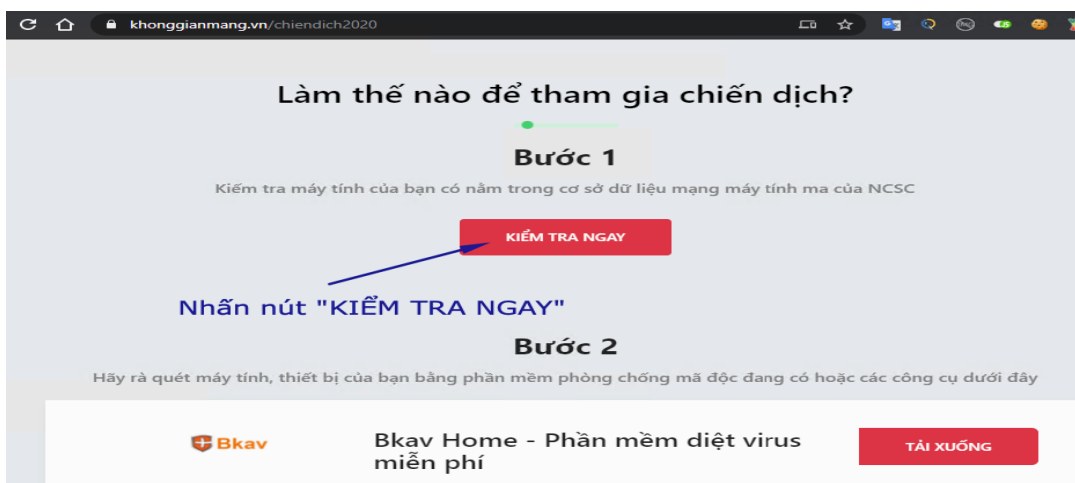 khonggianmang.vn/chiendich2020
Làm thế nào để tham gia chiến dịch?
Bước 1
Kiểm tra máy tính của bạn có nằm trong cơ sở dữ liệu mạng máy tính ma của NCSC
KIỂM TRA NGAY
Nhấn nút "KIỂM TRA NGAY"
Bước 2
Hãy rà quét máy tính, thiết bị của bạn bằng phần mềm phòng chống mã độc đang có hoặc các công cụ dưới đây
Bkav
Bkav Home - Phần mềm diệt virus
miễn phí
TẢI XUỐNG